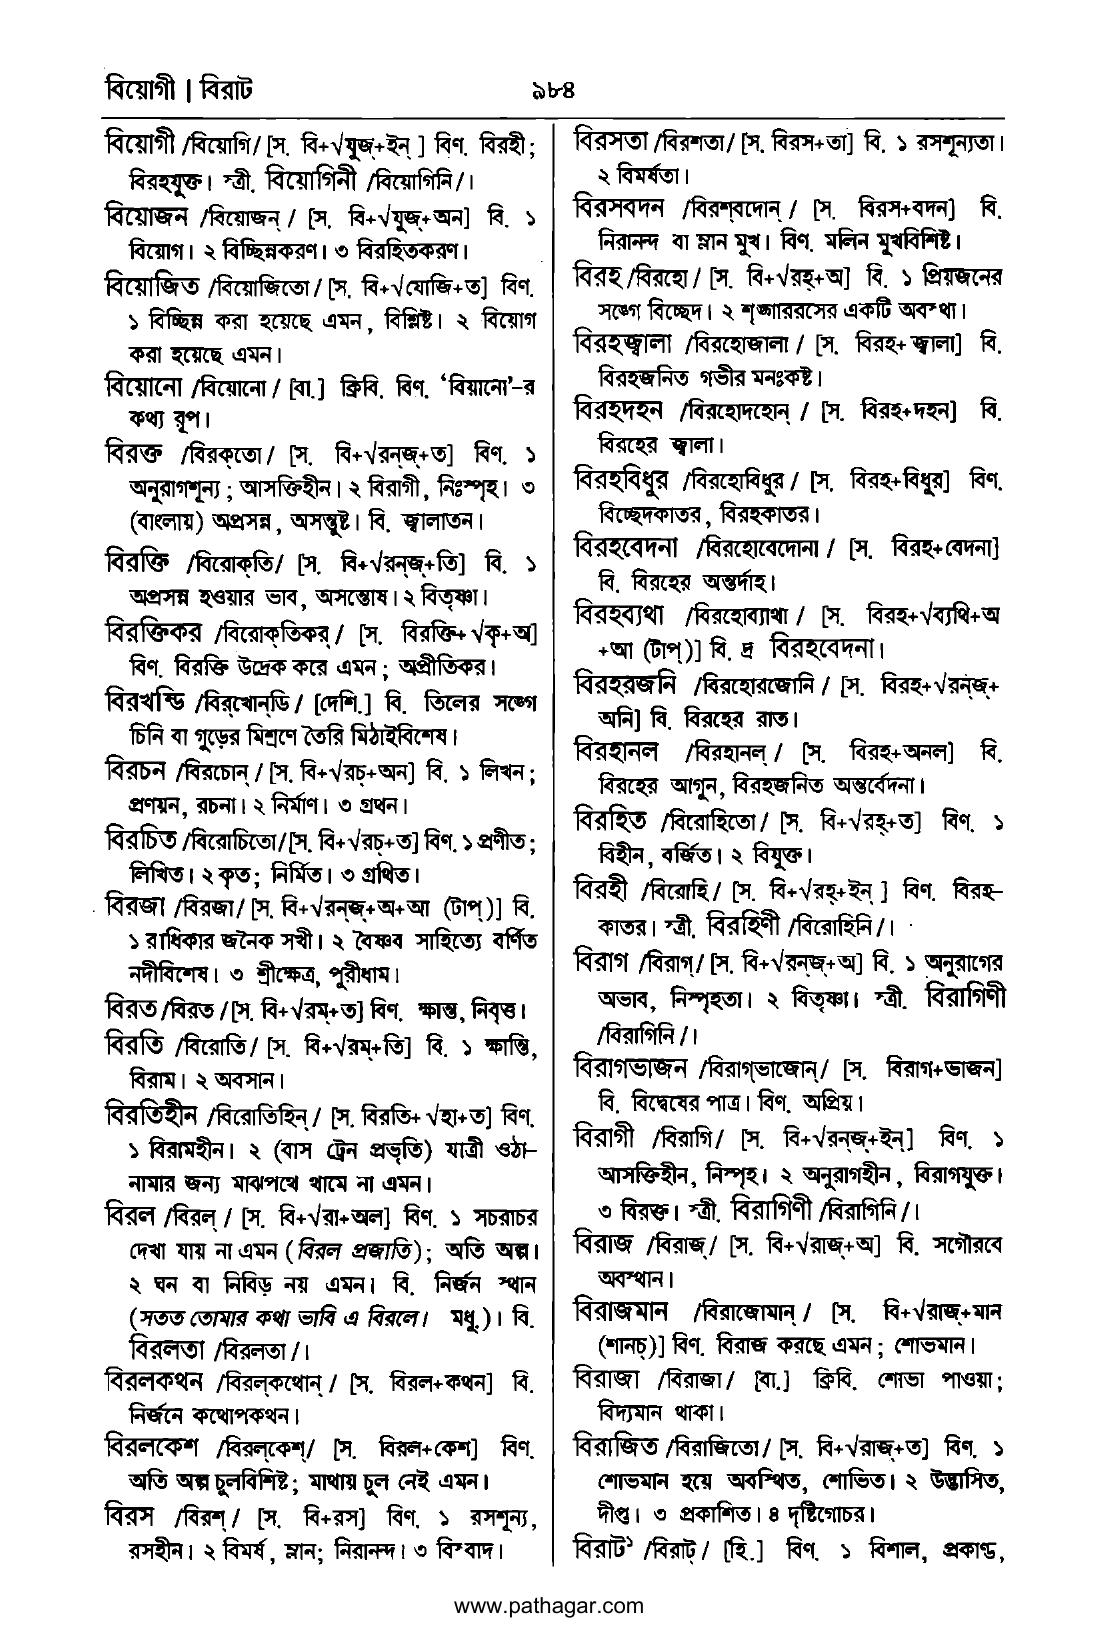 বিয়োগী | বিরাট
৯৮৪
বিয়োগী /বিয়োগি/ [স. বি+√যুজ্+ইন্ ] বিণ. বিরহী;
বিরহযুক্ত। স্ত্রী. বিয়োগিনী /বিয়োগিনি/।
বিয়োজন /বিয়োজন্/ [স. বি+√যুজ্+অন] বি. ১
বিয়োগ। ২ বিচ্ছিন্নকরণ। ৩ বিরহিতকরণ।
বিয়োজিত /বিয়োজিতো/ [স. বি+√যোজি+ত] বিণ.
১ বিচ্ছিন্ন করা হয়েছে এমন, বিশ্লিষ্ট। ২ বিয়োগ
করা হয়েছে এমন।
বিয়োনো /বিয়োনো/ [বা.] ক্রিবি. বিণ. ‘বিয়ানো’-র
কথ্য রূপ।
বিরক্ত /বিরক্‌তো/ [স. বি+√রন্‌জ্+ত] বিণ. ১
অনুরাগশূন্য; আসক্তিহীন। ২ বিরাগী, নিঃস্পৃহ। ৩
(বাংলায়) অপ্রসন্ন, অসন্তুষ্ট। বি. জ্বালাতন।
বিরক্তি /বিরোক্‌তি/ [স. বি+√রন্‌জ্+তি] বি. ১
অপ্রসন্ন হওয়ার ভাব, অসন্তোষ। ২ বিতৃষ্ণা।
বিরক্তিকর /বিরোক্‌তিকর্/ [স. বিরক্তি+√কৃ+অ]
বিণ. বিরক্তি উদ্রেক করে এমন; অপ্রীতিকর।
বিরখন্ডি /বির্‌খোন্‌ডি/ [দেশি.] বি. তিলের সঙ্গে
চিনি বা গুড়ের মিশ্রণে তৈরি মিঠাইবিশেষ।
বিরচন /বিরচোন্/ [স. বি+√রচ্+অন] বি. ১ লিখন;
প্রণয়ন, রচনা। ২ নির্মাণ। ৩ গ্রথন।
বিরচিত /বিরোচিতো/ [স. বি+√রচ্+ত] বিণ. ১ প্রণীত;
লিখিত। ২ কৃত; নির্মিত। ৩ গ্রথিত।
বিরজা /বিরজা/ [স. বি+√রন্‌জ্+অ+আ (টাপ্)] বি.
১ রাধিকার জনৈক সখী। ২ বৈষ্ণব সাহিত্যে বর্ণিত
নদীবিশেষ। ৩ শ্রীক্ষেত্র, পুরীধাম।
বিরত /বিরত/ [স. বি+√রম্+ত] বিণ. ক্ষান্ত, নিবৃত্ত।
বিরতি /বিরোতি/ [স. বি+√রম্+তি] বি. ১ ক্ষান্তি,
বিরাম। ২ অবসান।
বিরতিহীন /বিরোতিহিন্/ [স. বিরতি+√হা+ত] বিণ.
১ বিরামহীন। ২ (বাস ট্রেন প্রভৃতি) যাত্রী ওঠা-
নামার জন্য মাঝপথে থামে না এমন।
বিরল /বিরল্/ [স. বি+√রা+অল] বিণ. ১ সচরাচর
দেখা যায় না এমন (বিরল প্রজাতি); অতি অল্প।
২ ঘন বা নিবিড় নয় এমন। বি. নির্জন স্থান
(সতত তোমার কথা ভাবি এ বিরলে। মধু.)। বি.
বিরলতা /বিরলতা/।
বিরলকথন /বিরল্‌কথোন্/ [স. বিরল+কথন] বি.
নির্জনে কথোপকথন।
বিরলকেশ /বিরল্‌কেশ্/ [স. বিরল+কেশ] বিণ.
অতি অল্প চুলবিশিষ্ট; মাথায় চুল নেই এমন।
বিরস /বিরশ্/ [স. বি+রস] বিণ. ১ রসশূন্য,
রসহীন। ২ বিমর্ষ, ম্লান; নিরানন্দ। ৩ বিস্বাদ।
বিরসতা /বিরশতা/ [স. বিরস+তা] বি. ১ রসশূন্যতা।
২ বিমর্ষতা।
বিরসবদন /বিরশ্‌বদোন্/ [স. বিরস+বদন] বি.
নিরানন্দ বা ম্লান মুখ। বিণ. মলিন মুখবিশিষ্ট।
বিরহ /বিরহো/ [স. বি+√রহ্+অ] বি. ১ প্রিয়জনের
সঙ্গে বিচ্ছেদ। ২ শৃঙ্গাররসের একটি অবস্থা।
বিরহজ্বালা /বিরহোজালা/ [স. বিরহ+জ্বালা] বি.
বিরহজনিত গভীর মনঃকষ্ট।
বিরহদহন /বিরহোদহোন্/ [স. বিরহ+দহন] বি.
বিরহের জ্বালা।
বিরহবিধুর /বিরহোবিধুর/ [স. বিরহ+বিধুর] বিণ.
বিচ্ছেদকাতর, বিরহকাতর।
বিরহবেদনা /বিরহোবেদোনা/ [স. বিরহ+বেদনা]
বি. বিরহের অন্তর্দাহ।
বিরহব্যথা /বিরহোব্যাথা/ [স. বিরহ+√ব্যথি+অ
+আ (টাপ্)] বি. দ্র বিরহবেদনা।
বিরহরজনি /বিরহোরজোনি/ [স. বিরহ+√রন্‌জ্+
অনি] বি. বিরহের রাত।
বিরহানল /বিরহানল্/ [স. বিরহ+অনল] বি.
বিরহের আগুন, বিরহজনিত অন্তর্বেদনা।
বিরহিত /বিরোহিতো/ [স. বি+√রহ্+ত] বিণ. ১
বিহীন, বর্জিত। ২ বিযুক্ত।
বিরহী /বিরোহি/ [স. বি+√রহ্+ইন্ ] বিণ. বিরহ-
কাতর। স্ত্রী. বিরহিণী /বিরোহিনি/।
বিরাগ /বিরাগ্/ [স. বি+√রন্‌জ্+অ] বি. ১ অনুরাগের
অভাব, নিস্পৃহতা। ২ বিতৃষ্ণা। স্ত্রী. বিরাগিণী
/বিরাগিনি/।
বিরাগভাজন /বিরাগ্‌ভাজোন্/ [স. বিরাগ+ভাজন]
বি. বিদ্বেষের পাত্র। বিণ. অপ্রিয়।
বিরাগী /বিরাগি/ [স. বি+√রন্‌জ্+ইন্] বিণ. ১
আসক্তিহীন, নিস্পৃহ। ২ অনুরাগহীন, বিরাগযুক্ত।
৩ বিরক্ত। স্ত্রী. বিরাগিণী /বিরাগিনি/।
বিরাজ /বিরাজ্/ [স. বি+√রাজ্+অ] বি. সগৌরবে
অবস্থান।
বিরাজমান /বিরাজোমান্/ [স. বি+√রাজ্+মান
(শানচ্)] বিণ. বিরাজ করছে এমন; শোভমান।
বিরাজা /বিরাজা/ [বা.] ক্রিবি. শোভা পাওয়া;
বিদ্যমান থাকা।
বিরাজিত /বিরাজিতো/ [স. বি+√রাজ্+ত] বিণ. ১
শোভমান হয়ে অবস্থিত, শোভিত। ২ উদ্ভাসিত,
দীপ্ত। ৩ প্রকাশিত। ৪ দৃষ্টিগোচর।
বিরাট১ /বিরাট্/ [হি.] বিণ. ১ বিশাল, প্রকাণ্ড,
www.pathagar.com